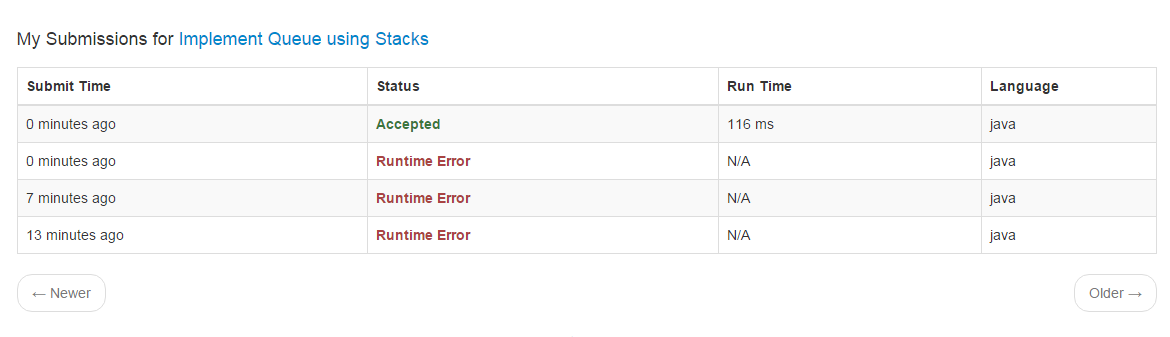 My Submissions for Implement Queue using Stacks
Submit Time Status Run Time Language
0 minutes ago Accepted 116 ms java
0 minutes ago Runtime Error N/A java
7 minutes ago Runtime Error N/A java
13 minutes ago Runtime Error N/A java
← Newer Older →